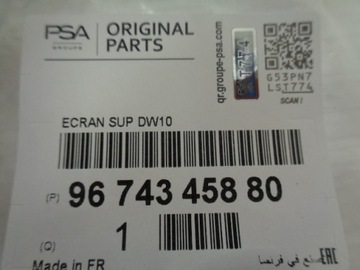 PSA
GROUPE
ORIGINAL
PARTS
qr.groupe-psa.com
ST774
G53PN7
LST774
SCAN !
ECRAN SUP DW10
(P) 96 743 458 80
(Q) 1
Made in FR
صنع في فرنسا
EAC